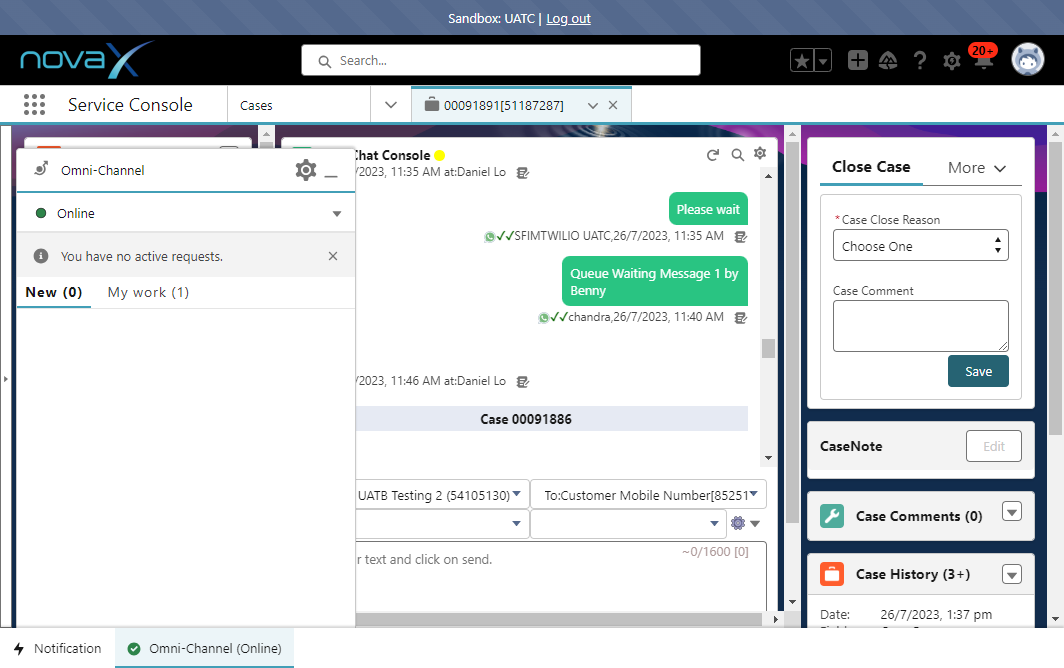 Sandbox: UATC | Log out
novaX
Search...
20+
Service Console
Cases
00091891[51187287]
Omni-Channel
Online
You have no active requests.
New (0)
My work (1)
Chat Console
/2023, 11:35 AM at:Daniel Lo
Please wait
SFIMTWILIO UATC,26/7/2023, 11:35 AM
Queue Waiting Message 1 by
Benny
chandra,26/7/2023, 11:40 AM
/2023, 11:46 AM at:Daniel Lo
Case 00091886
UATB Testing 2 (54105130)
To:Customer Mobile Number[85251
~0/1600 [0]
r text and click on send.
Close Case
More
*Case Close Reason
Choose One
Case Comment
Save
CaseNote
Edit
Case Comments (0)
Case History (3+)
Date:
26/7/2023, 1:37 pm
Notification
Omni-Channel (Online)